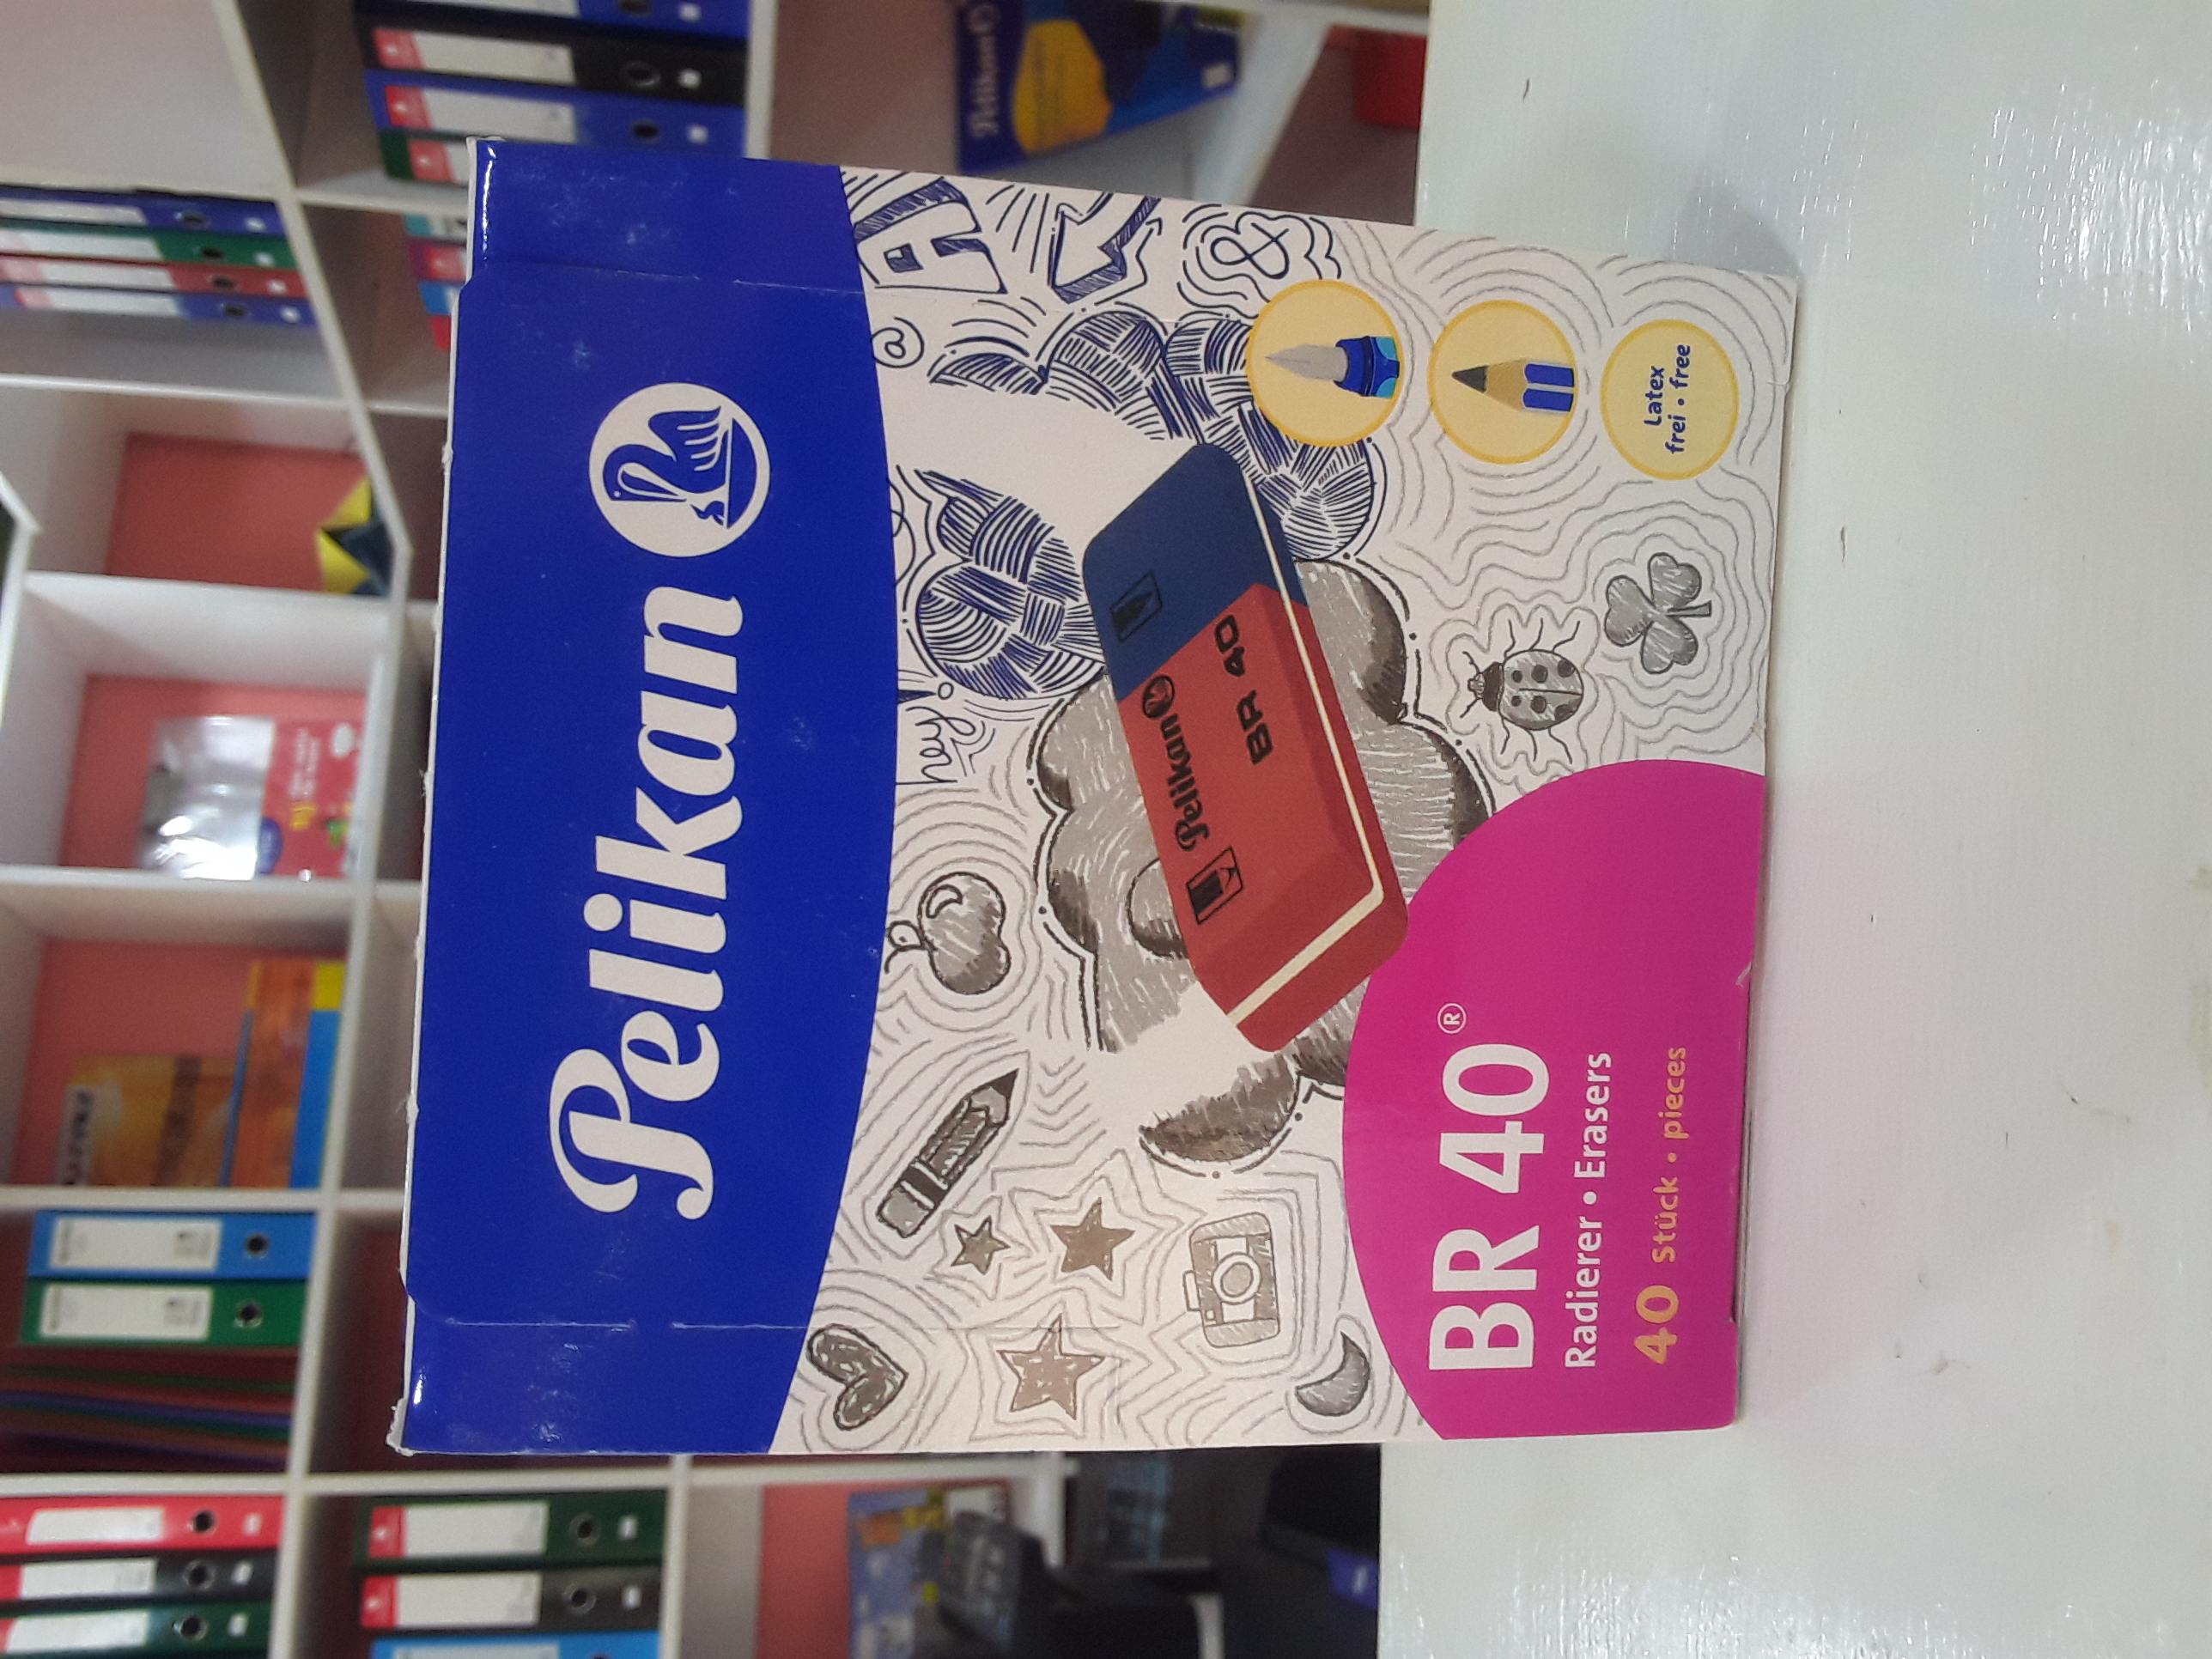 Pelikan
hey!
@
A
&
Pelikan
BR 40
BR 40®
Radierer • Erasers
40 Stück • pieces
Latex
frei • free
Pelikan